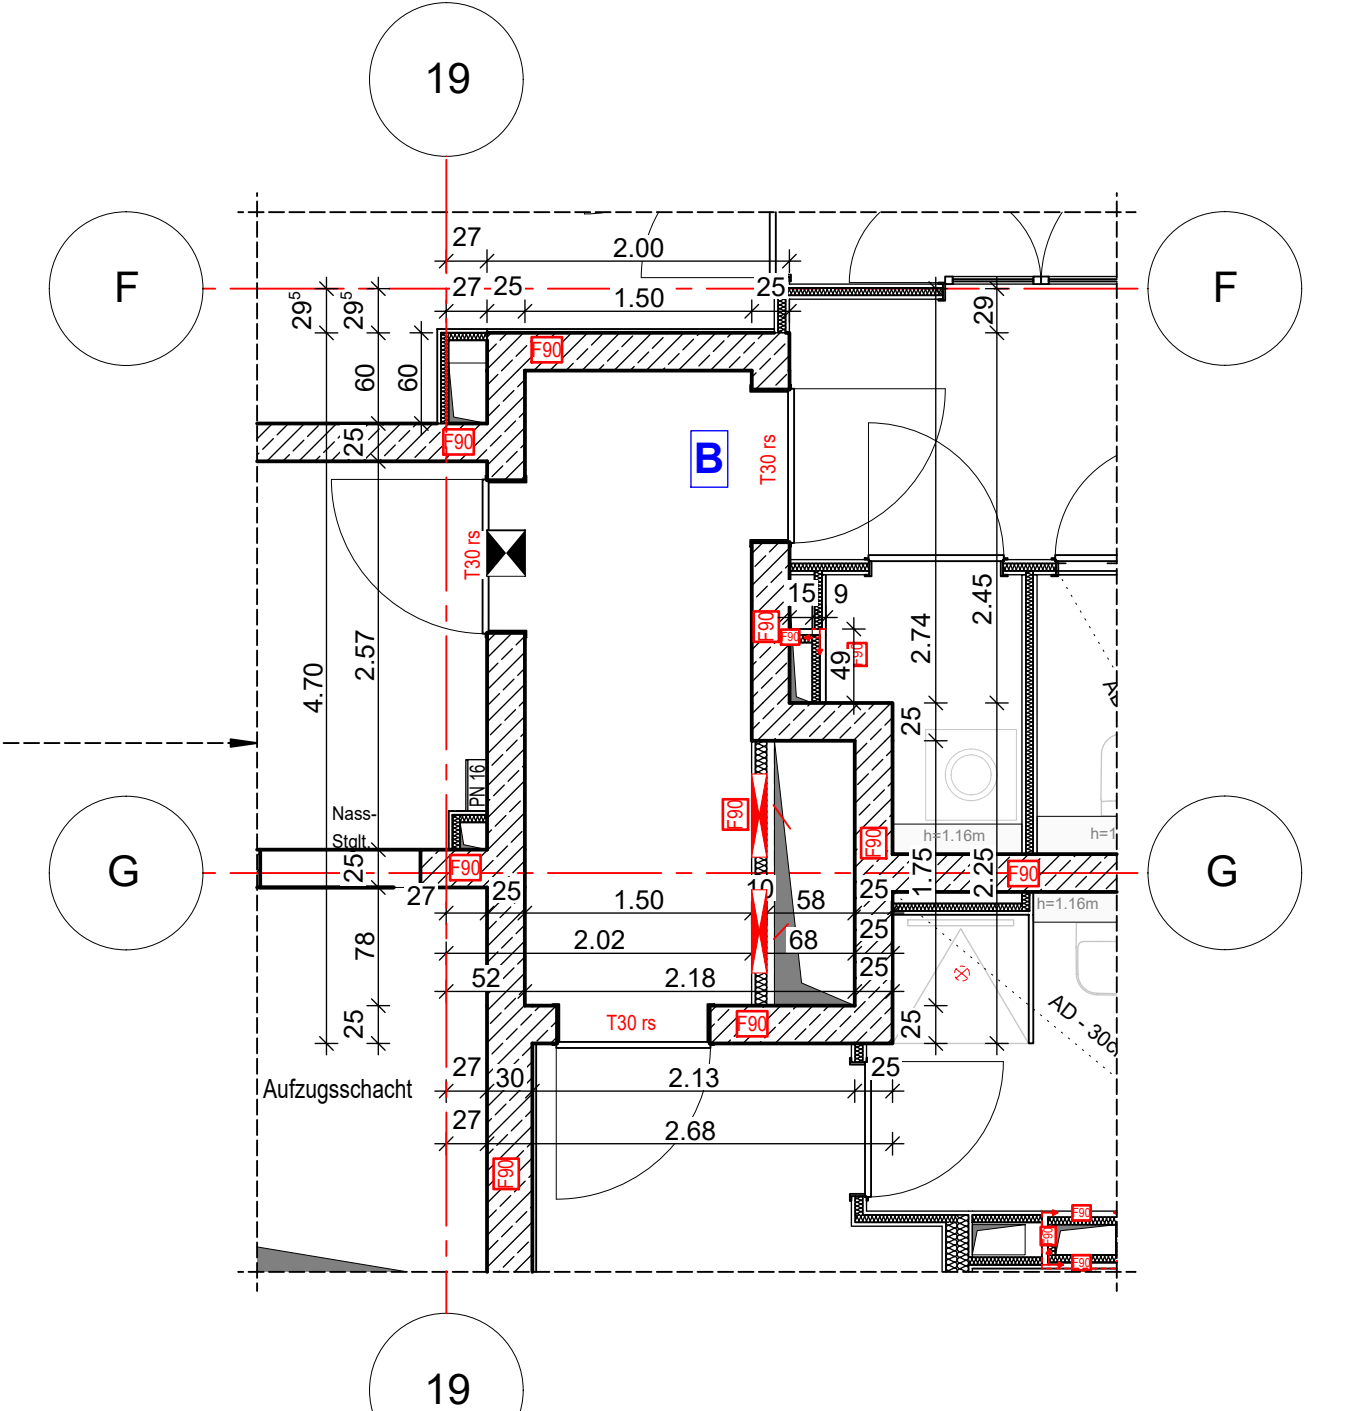 19
F
F
27
2.00
27
25
1.50
25
29⁵
29⁵
29
60
60
F90
F90
25
B
T30 rs
T30 rs
15
9
F90
F90
F90
49
2.74
2.45
2.57
4.70
25
PN 16
Nass-
Stglt.
F90
F90
h=1.16m
h=1
G
G
25
F90
F90
27
25
1.50
10
58
25
1.75
2.25
h=1.16m
2.02
68
25
78
52
2.18
25
25
T30 rs
F90
25
AD - 30c
Aufzugsschacht
27
30
2.13
25
27
2.68
F90
F90
F90
F90
19